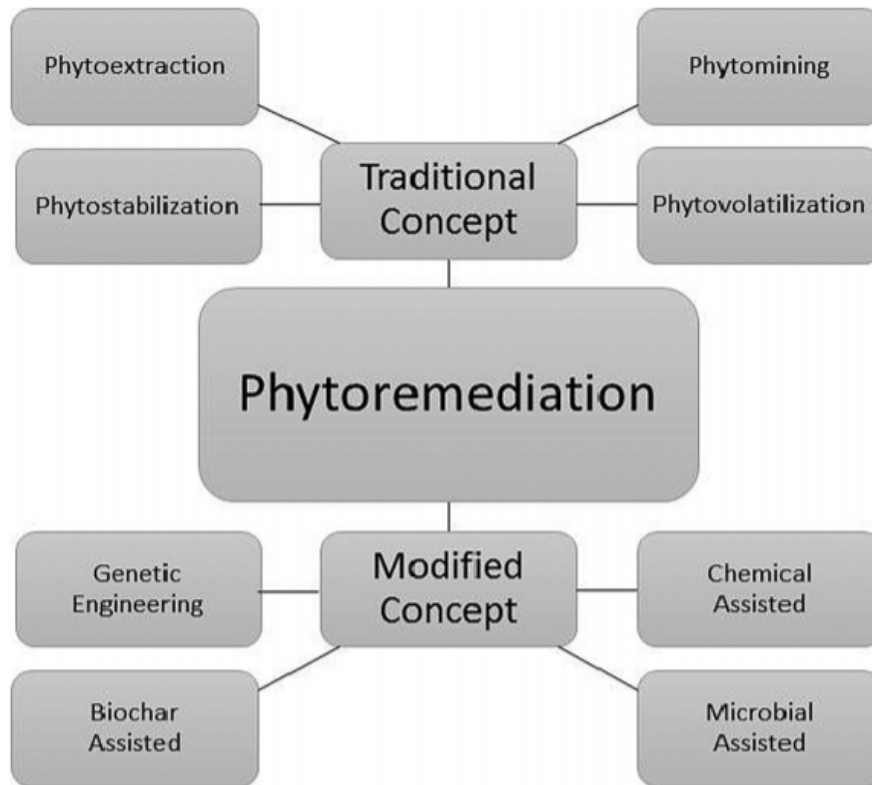 Phytoextraction
Phytomining
Traditional
Concept
Phytostabilization
Phytovolatilization
Phytoremediation
Genetic
Engineering
Modified
Concept
Chemical
Assisted
Biochar
Assisted
Microbial
Assisted